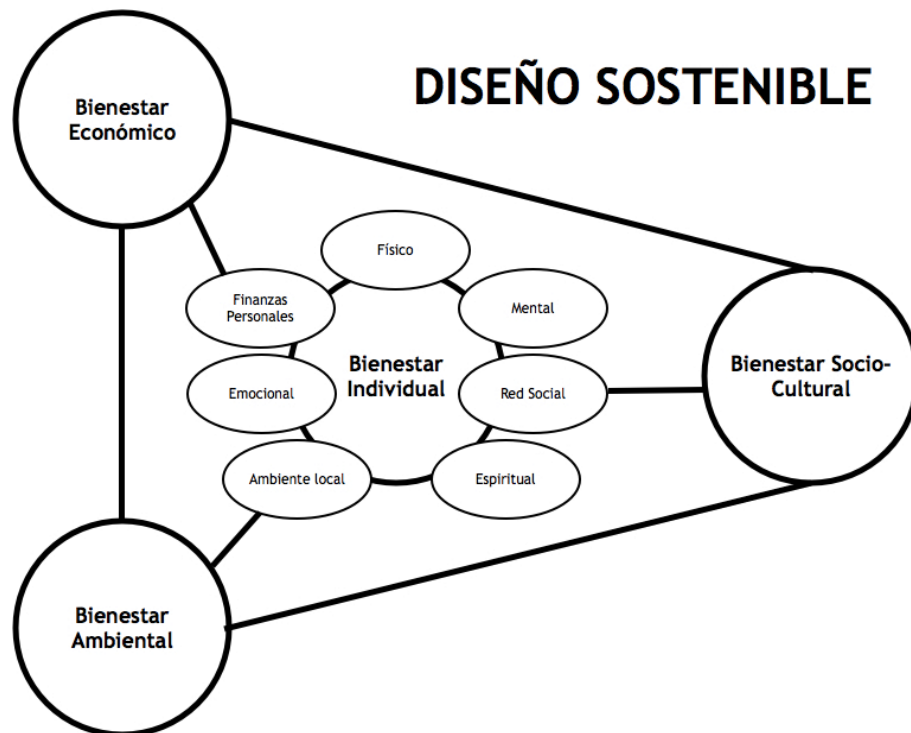 DISEÑO SOSTENIBLE
Bienestar
Económico
Físico
Finanzas
Personales
Mental
Bienestar
Individual
Emocional
Red Social
Bienestar Socio-
Cultural
Ambiente local
Espiritual
Bienestar
Ambiental